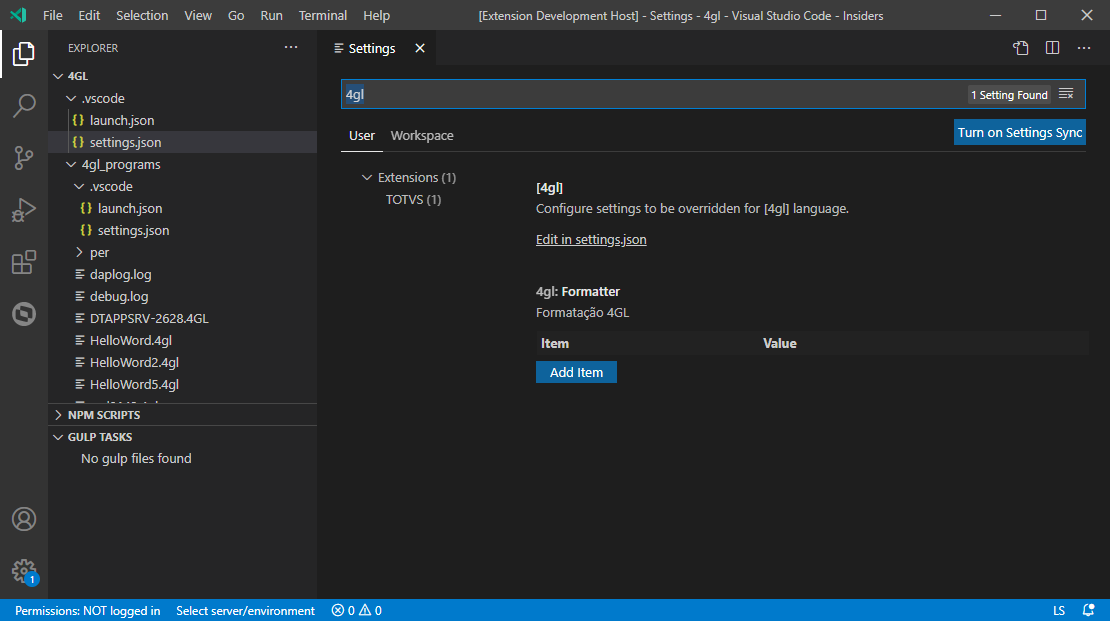 File Edit Selection View Go Run Terminal Help [Extension Development Host] - Settings - 4gl - Visual Studio Code - Insiders
EXPLORER
4GL
.vscode
{} launch.json
{} settings.json
4gl_programs
.vscode
{} launch.json
{} settings.json
per
daplog.log
debug.log
DTAPPSRV-2628.4GL
HelloWord.4gl
HelloWord2.4gl
HelloWord5.4gl
NPM SCRIPTS
GULP TASKS
No gulp files found
1
Settings
4gl 1 Setting Found
User Workspace Turn on Settings Sync
Extensions (1)
TOTVS (1)
[4gl]
Configure settings to be overridden for [4gl] language.
Edit in settings.json
4gl: Formatter
Formatação 4GL
Item Value
Add Item
Permissions: NOT logged in Select server/environment 0 0 LS